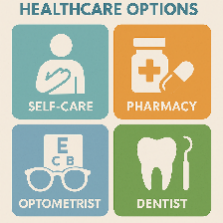 HEALTHCARE OPTIONS
SELF-CARE
PHARMACY
E
C B
OPTOMETRIST
DENTIST